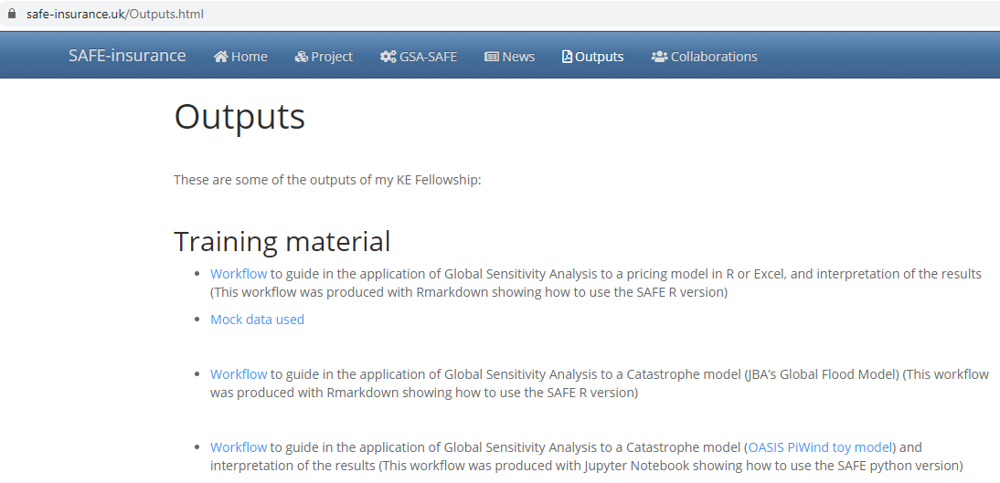 safe-insurance.uk/Outputs.html
SAFE-insurance Home Project GSA-SAFE News Outputs Collaborations
Outputs
These are some of the outputs of my KE Fellowship:
Training material
• Workflow to guide in the application of Global Sensitivity Analysis to a pricing model in R or Excel, and interpretation of the results
(This workflow was produced with Rmarkdown showing how to use the SAFE R version)
• Mock data used
• Workflow to guide in the application of Global Sensitivity Analysis to a Catastrophe model (JBA’s Global Flood Model) (This workflow
was produced with Rmarkdown showing how to use the SAFE R version)
• Workflow to guide in the application of Global Sensitivity Analysis to a Catastrophe model (OASIS PiWind toy model) and
interpretation of the results (This workflow was produced with Jupyter Notebook showing how to use the SAFE python version)